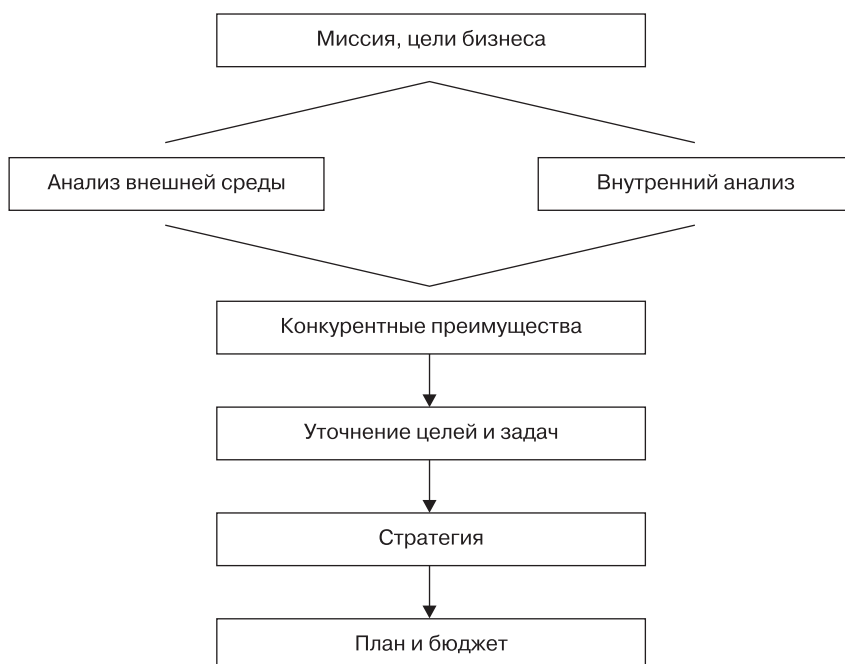 Миссия, цели бизнеса
Анализ внешней среды
Внутренний анализ
Конкурентные преимущества
Уточнение целей и задач
Стратегия
План и бюджет